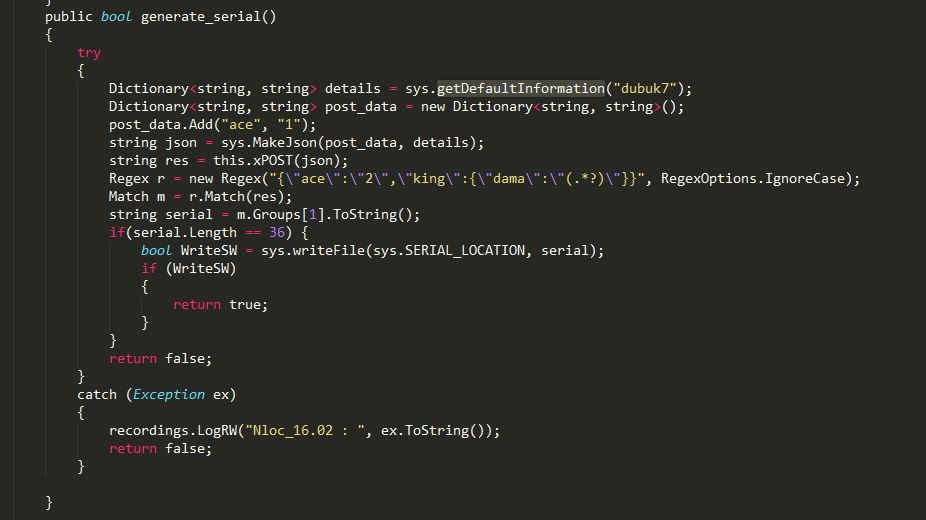 }
public bool generate_serial()
{
try
{
Dictionary<string, string> details = sys.getDefaultInformation("dubuk7");
Dictionary<string, string> post_data = new Dictionary<string, string>();
post_data.Add("ace", "1");
string json = sys.MakeJson(post_data, details);
string res = this.xPOST(json);
Regex r = new Regex("{\"ace\":\"2\",\"king\":{\"dama\":\"(.*?)\"}}", RegexOptions.IgnoreCase);
Match m = r.Match(res);
string serial = m.Groups[1].ToString();
if(serial.Length == 36) {
bool WriteSW = sys.writeFile(sys.SERIAL_LOCATION, serial);
if (WriteSW)
{
return true;
}
}
return false;
}
catch (Exception ex)
{
recordings.LogRW("Nloc_16.02 : ", ex.ToString());
return false;
}
}